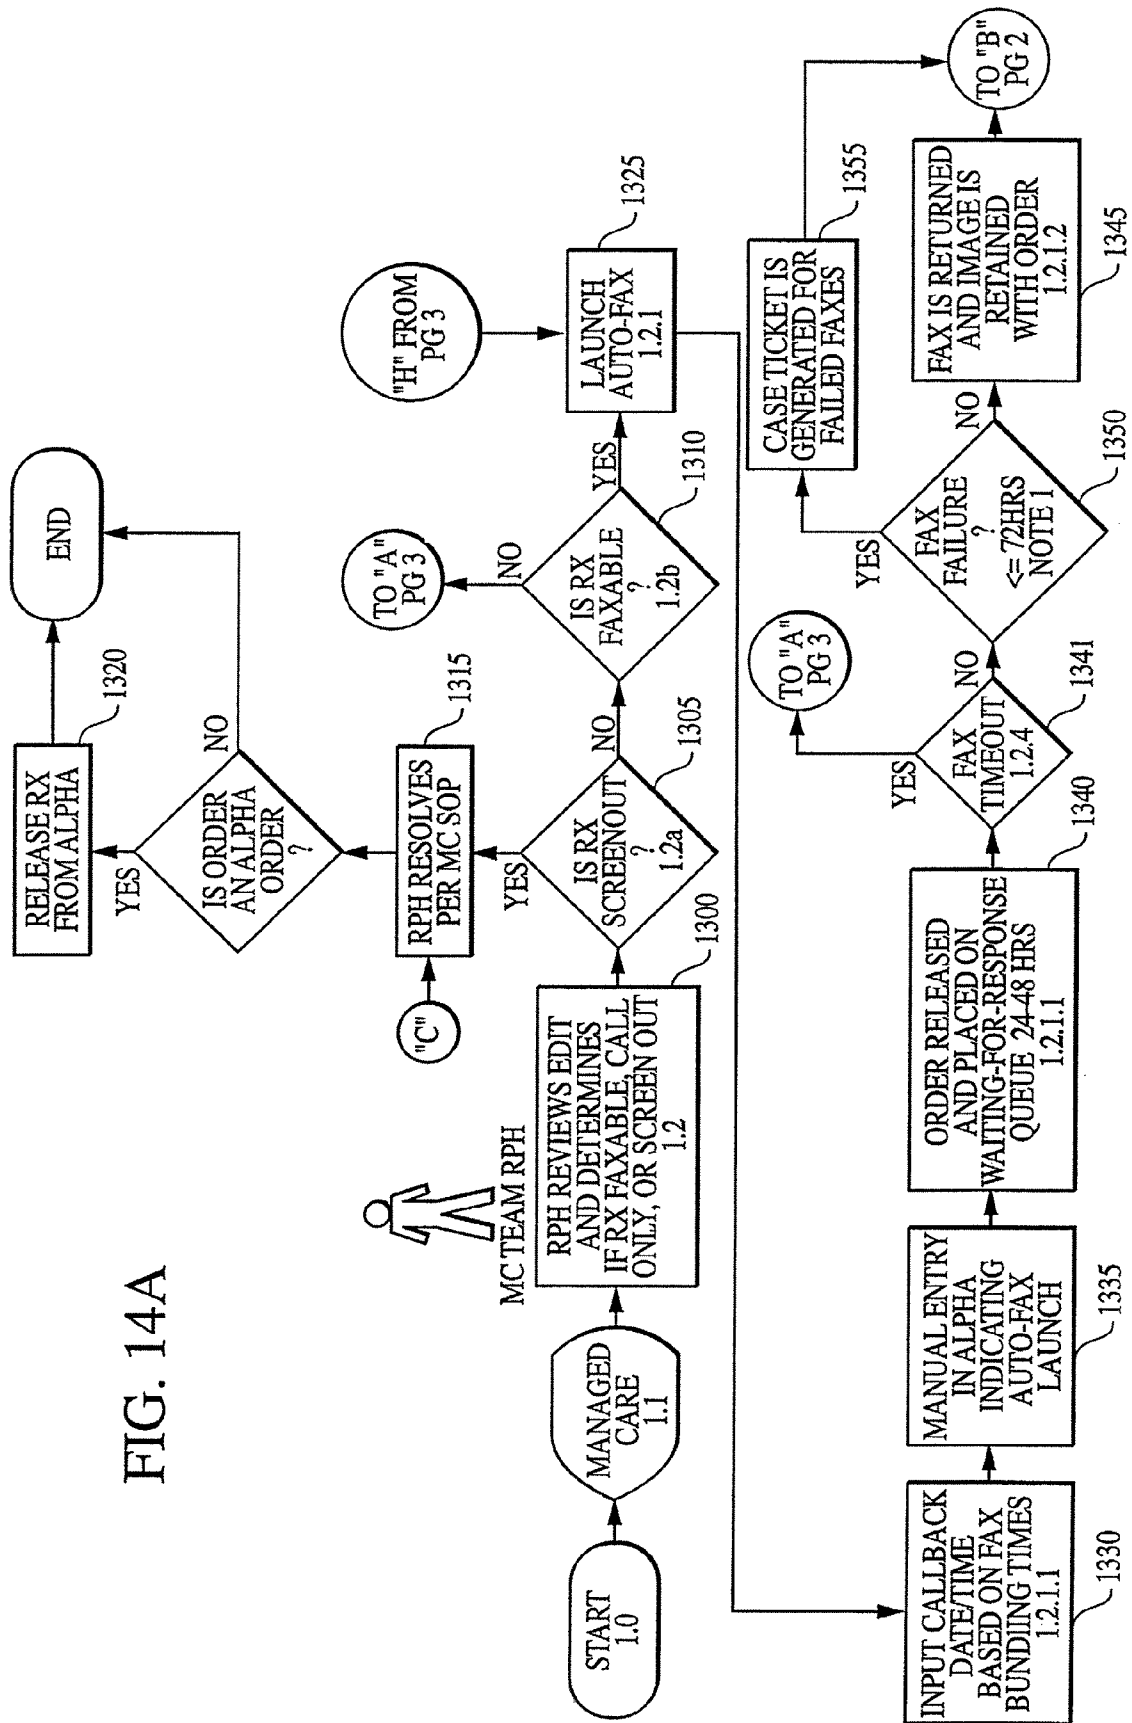 FIG. 14A
START
1.0
MANAGED
CARE
1.1
MC TEAM RPH
RPH REVIEWS EDIT
AND DETERMINES
IF RX FAXABLE, CALL
ONLY, OR SCREEN OUT
1.2
1300
IS RX
SCREENOUT
?
1.2a
1305
YES
NO
"C"
RPH RESOLVES
PER MC SOP
1315
IS ORDER
AN ALPHA
ORDER
?
YES
NO
RELEASE RX
FROM ALPHA
1320
END
IS RX
FAXABLE
?
1.2b
1310
NO
YES
TO "A"
PG 3
"H" FROM
PG 3
LAUNCH
AUTO-FAX
1.2.1
1325
INPUT CALLBACK
DATE/TIME
BASED ON FAX
BUNDIING TIMES
1.2.1.1
1330
MANUAL ENTRY
IN ALPHA
INDICATING
AUTO-FAX
LAUNCH
1335
ORDER RELEASED
AND PLACED ON
WAITING-FOR-RESPONSE
QUEUE 24-48 HRS
1.2.1.1
1340
FAX
TIMEOUT
1.2.4
1341
YES
NO
TO "A"
PG 3
FAX
FAILURE
?
<= 72HRS
NOTE 1
1350
YES
NO
CASE TICKET IS
GENERATED FOR
FAILED FAXES
1355
FAX IS RETURNED
AND IMAGE IS
RETAINED
WITH ORDER
1.2.1.2
1345
TO "B"
PG 2